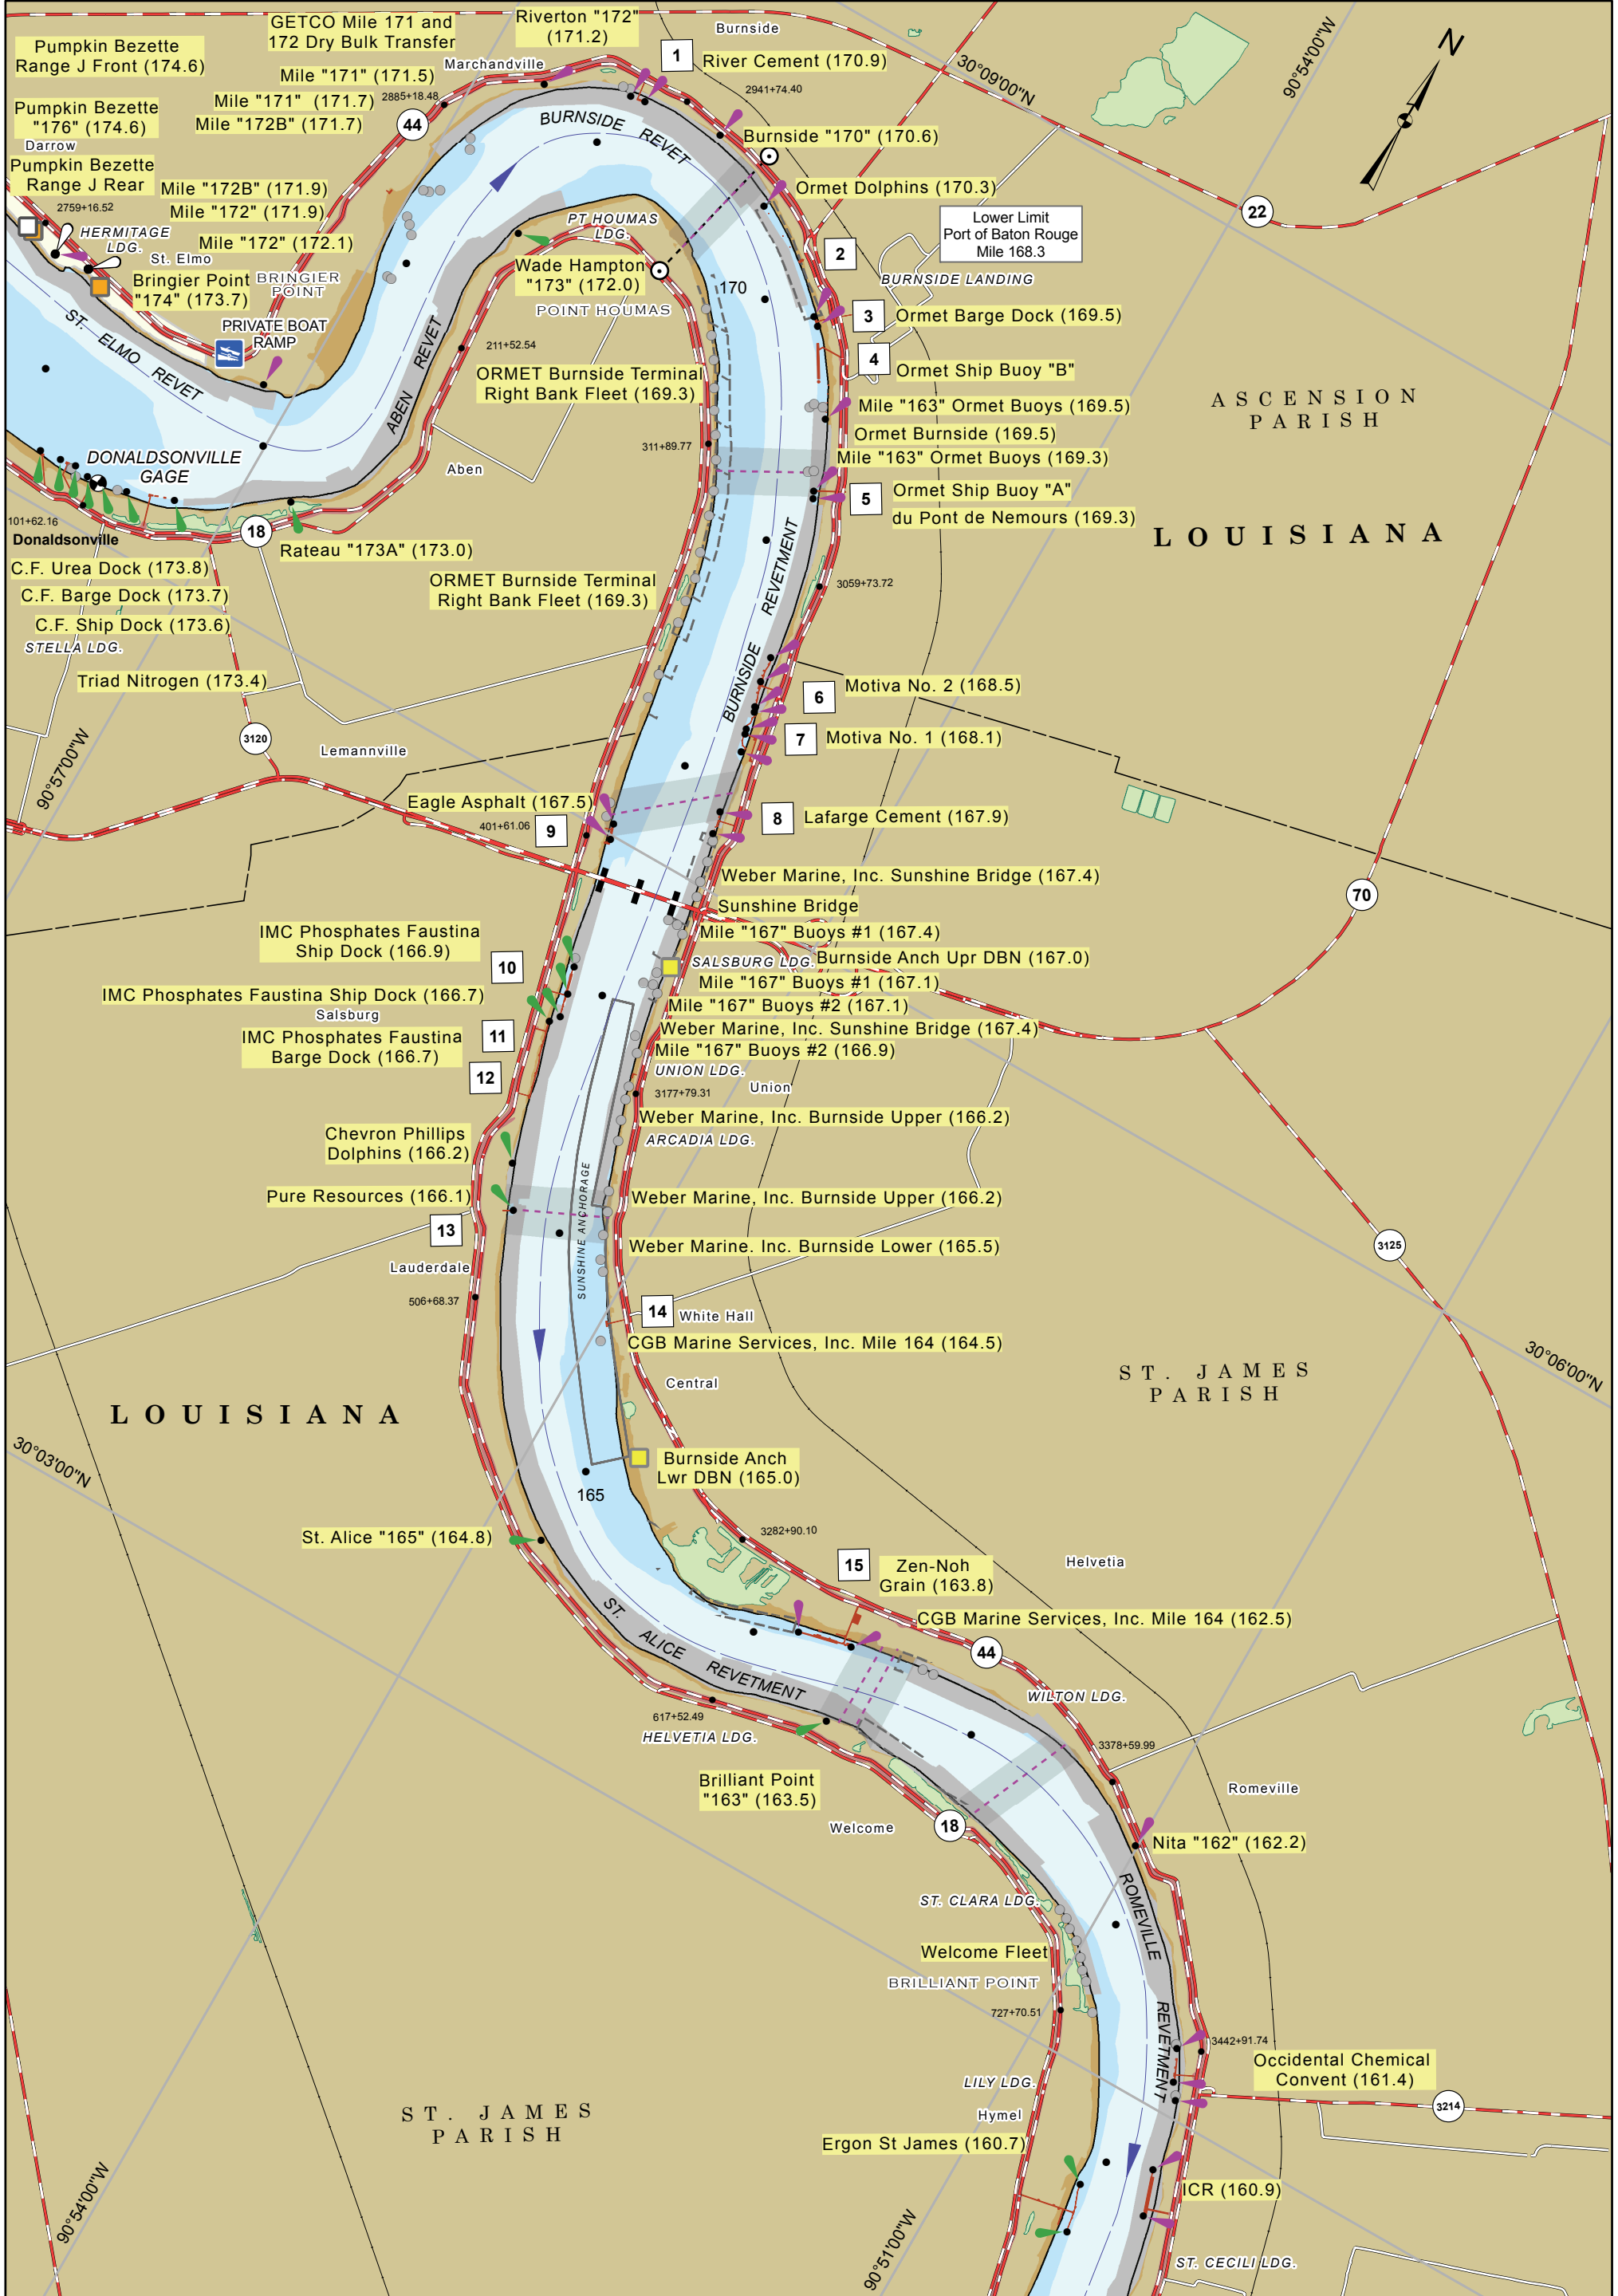 GETCO Mile 171 and
172 Dry Bulk Transfer
Riverton "172"
(171.2)
Burnside
Pumpkin Bezette
Range J Front (174.6)
Marchandville
1
River Cement (170.9)
30°09'00"N
90°54'00"W
N
Mile "171" (171.5)
2885+18.48
2941+74.40
Mile "171" (171.7)
Pumpkin Bezette
"176" (174.6)
Mile "172B" (171.7)
44
BURNSIDE REVET
Burnside "170" (170.6)
Darrow
Pumpkin Bezette
Range J Rear
Mile "172B" (171.9)
Ormet Dolphins (170.3)
2759+16.52
Mile "172" (171.9)
22
HERMITAGE
LDG.
PT HOUMAS
LDG.
Lower Limit
Port of Baton Rouge
Mile 168.3
Mile "172" (172.1)
St. Elmo
2
Wade Hampton
"173" (172.0)
Bringier Point
"174" (173.7)
BRINGIER
POINT
BURNSIDE LANDING
170
POINT HOUMAS
3
Ormet Barge Dock (169.5)
ST. ELMO REVET
PRIVATE BOAT
RAMP
ABEN REVET
211+52.54
4
Ormet Ship Buoy "B"
ORMET Burnside Terminal
Right Bank Fleet (169.3)
ASCENSION
PARISH
Mile "163" Ormet Buoys (169.5)
Ormet Burnside (169.5)
311+89.77
Mile "163" Ormet Buoys (169.3)
DONALDSONVILLE
GAGE
Aben
5
Ormet Ship Buoy "A"
du Pont de Nemours (169.3)
101+62.16
Donaldsonville
18
LOUISIANA
Rateau "173A" (173.0)
C.F. Urea Dock (173.8)
BURNSIDE REVETMENT
3059+73.72
ORMET Burnside Terminal
Right Bank Fleet (169.3)
C.F. Barge Dock (173.7)
C.F. Ship Dock (173.6)
STELLA LDG.
Triad Nitrogen (173.4)
6
Motiva No. 2 (168.5)
3120
7
Motiva No. 1 (168.1)
Lemannville
90°57'00"W
Eagle Asphalt (167.5)
401+61.06
9
8
Lafarge Cement (167.9)
Weber Marine, Inc. Sunshine Bridge (167.4)
70
Sunshine Bridge
Mile "167" Buoys #1 (167.4)
IMC Phosphates Faustina
Ship Dock (166.9)
SALSBURG LDG.
Burnside Anch Upr DBN (167.0)
10
Mile "167" Buoys #1 (167.1)
IMC Phosphates Faustina Ship Dock (166.7)
Mile "167" Buoys #2 (167.1)
Salsburg
Weber Marine, Inc. Sunshine Bridge (167.4)
11
IMC Phosphates Faustina
Barge Dock (166.7)
Mile "167" Buoys #2 (166.9)
UNION LDG.
12
Union
3177+79.31
Weber Marine, Inc. Burnside Upper (166.2)
Chevron Phillips
Dolphins (166.2)
ARCADIA LDG.
SUNSHINE ANCHORAGE
Pure Resources (166.1)
Weber Marine, Inc. Burnside Upper (166.2)
13
Weber Marine. Inc. Burnside Lower (165.5)
3125
Lauderdale
506+68.37
14
White Hall
CGB Marine Services, Inc. Mile 164 (164.5)
30°06'00"N
Central
ST. JAMES
PARISH
LOUISIANA
30°03'00"N
Burnside Anch
Lwr DBN (165.0)
165
St. Alice "165" (164.8)
3282+90.10
15
Zen-Noh
Grain (163.8)
Helvetia
CGB Marine Services, Inc. Mile 164 (162.5)
ST. ALICE REVETMENT
44
WILTON LDG.
617+52.49
HELVETIA LDG.
3378+59.99
Brilliant Point
"163" (163.5)
Romeville
Welcome
18
Nita "162" (162.2)
ST. CLARA LDG.
ROMEVILLE REVETMENT
Welcome Fleet
BRILLIANT POINT
727+70.51
3442+91.74
Occidental Chemical
Convent (161.4)
LILY LDG.
3214
ST. JAMES
PARISH
Hymel
Ergon St James (160.7)
ICR (160.9)
90°54'00"W
90°51'00"W
ST. CECILI LDG.